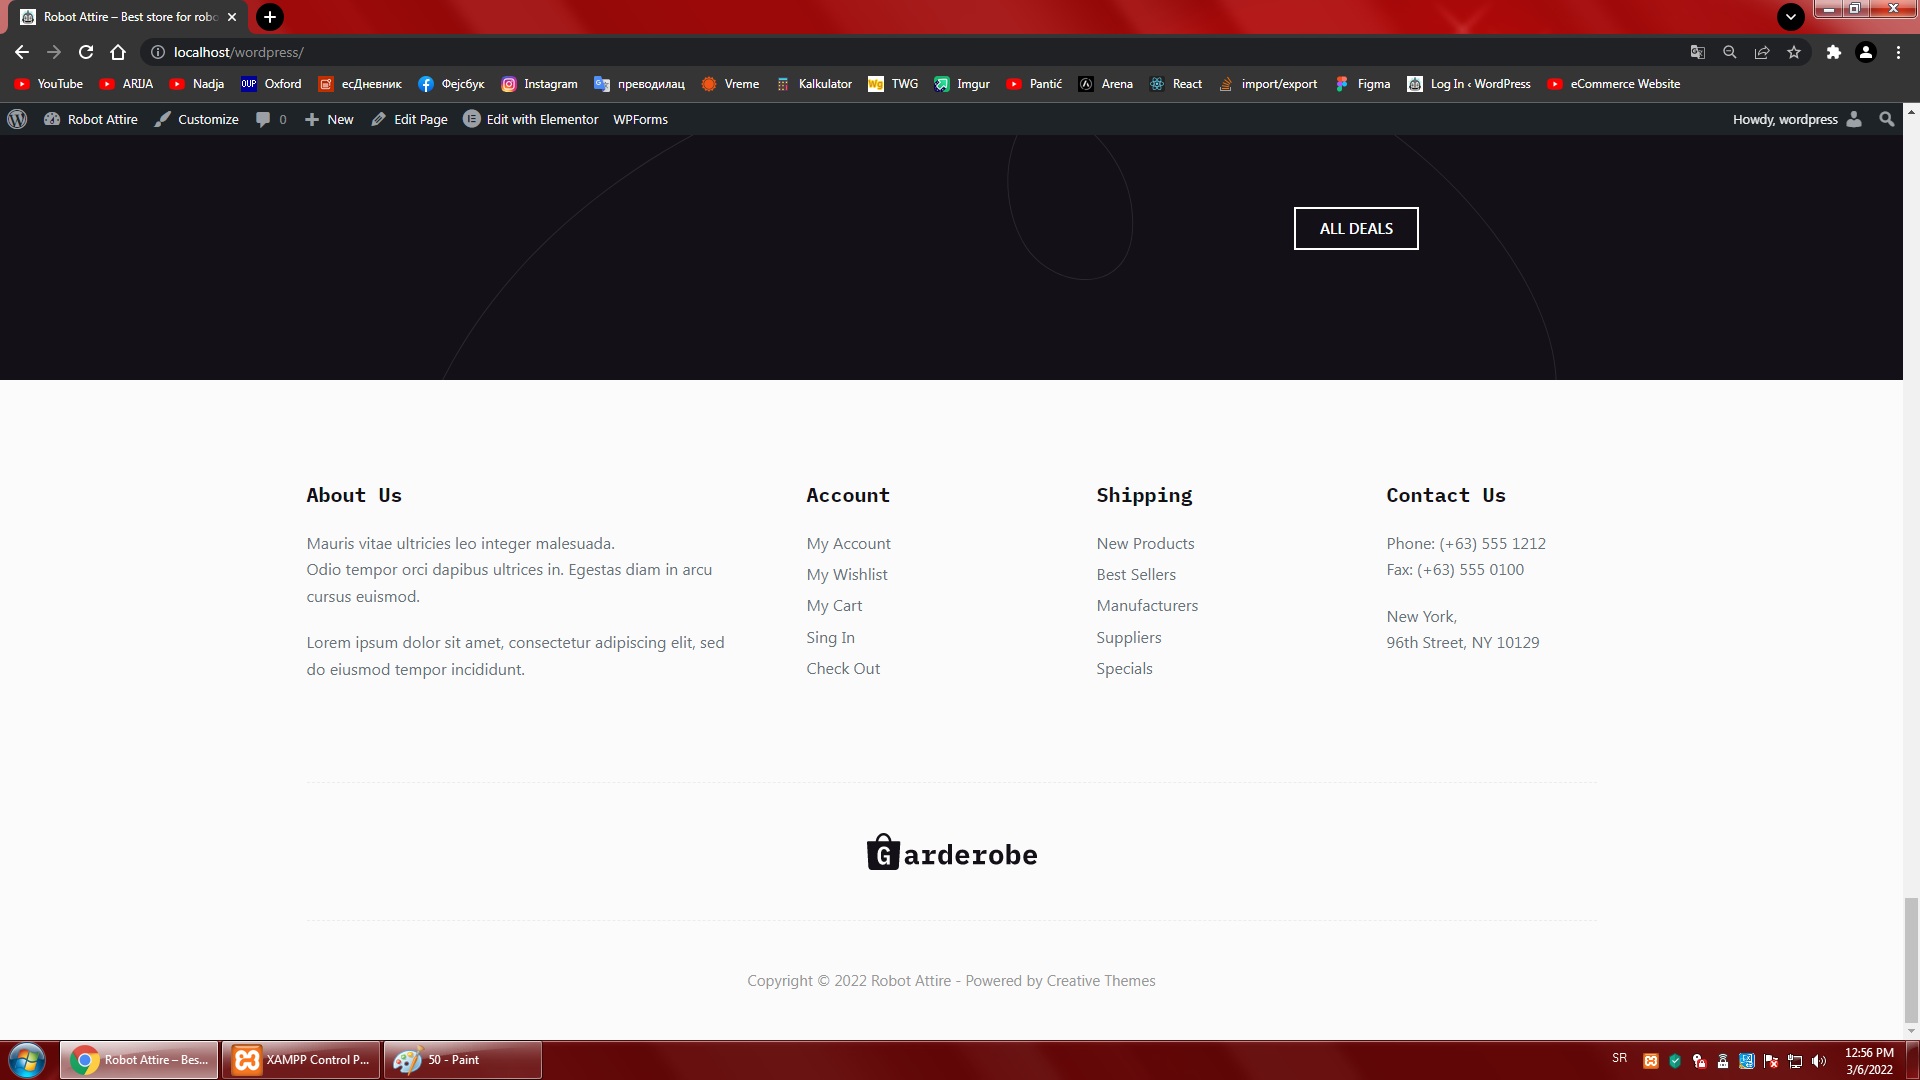 Robot Attire – Best store for robo
localhost/wordpress/
YouTube ARIJA Nadja OUP Oxford есДневник Фејсбук Instagram преводилац Vreme Kalkulator Wg TWG Imgur Pantić Arena React import/export Figma Log In ‹ WordPress eCommerce Website
Robot Attire Customize 0 New Edit Page Edit with Elementor WPForms Howdy, wordpress
ALL DEALS
About Us
Mauris vitae ultricies leo integer malesuada.
Odio tempor orci dapibus ultrices in. Egestas diam in arcu
cursus euismod.
Lorem ipsum dolor sit amet, consectetur adipiscing elit, sed
do eiusmod tempor incididunt.
Account
My Account
My Wishlist
My Cart
Sing In
Check Out
Shipping
New Products
Best Sellers
Manufacturers
Suppliers
Specials
Contact Us
Phone: (+63) 555 1212
Fax: (+63) 555 0100
New York,
96th Street, NY 10129
Garderobe
Copyright © 2022 Robot Attire - Powered by Creative Themes
Robot Attire – Bes... XAMPP Control P... 50 - Paint SR 12:56 PM
3/6/2022